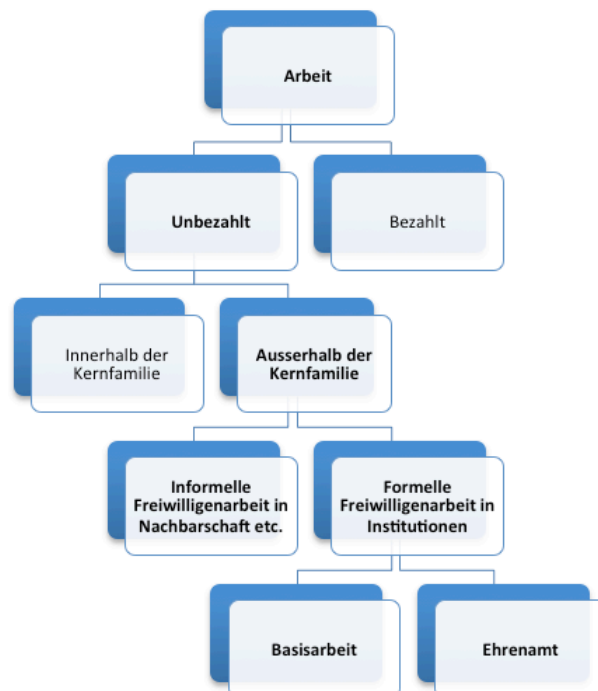 Arbeit
Unbezahlt
Bezahlt
Innerhalb der
Kernfamilie
Ausserhalb der
Kernfamilie
Informelle
Freiwilligenarbeit in
Nachbarschaft etc.
Formelle
Freiwilligenarbeit in
Institutionen
Basisarbeit
Ehrenamt